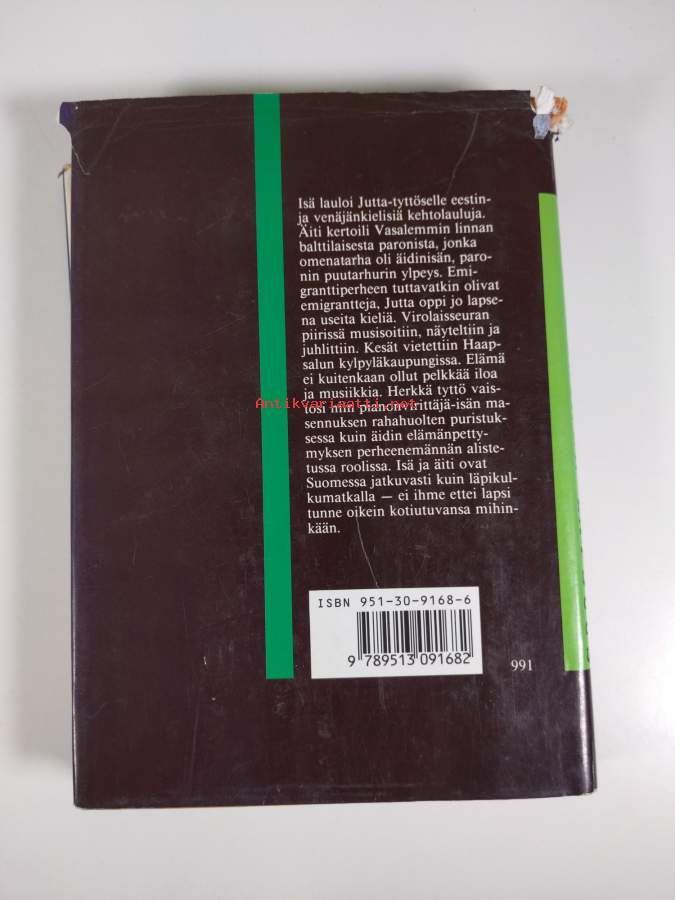 Isä lauloi Jutta-tyttöselle eestin-
ja venäjänkielisiä kehtolauluja.
Äiti kertoili Vasalemmin linnan
balttilaisesta paronista, jonka
omenatarha oli äidinisän, paro-
nin puutarhurin ylpeys. Emi-
granttiperheen tuttavatkin olivat
emigrantteja, Jutta oppi jo lapse-
na useita kieliä. Virolaisseuran
piirissä musisoitiin, näyteltiin ja
juhlittiin. Kesät vietettiin Haap-
salun kylpyläkaupungissa. Elämä
ei kuitenkaan ollut pelkkää iloa
ja musiikkia. Herkkä tyttö vais-
Antikvariaatti.net
tosi niin pianonvirittäjä-isän ma-
sennuksen rahahuolten puristuk-
sessa kuin äidin elämänpetty-
myksen perheenemännän aliste-
tussa roolissa. Isä ja äiti ovat
Suomessa jatkuvasti kuin läpikul-
kumatkalla — ei ihme ettei lapsi
tunne oikein kotiutuvansa mihin-
kään.
ISBN 951-30-9168-6
9 789513 091682
991